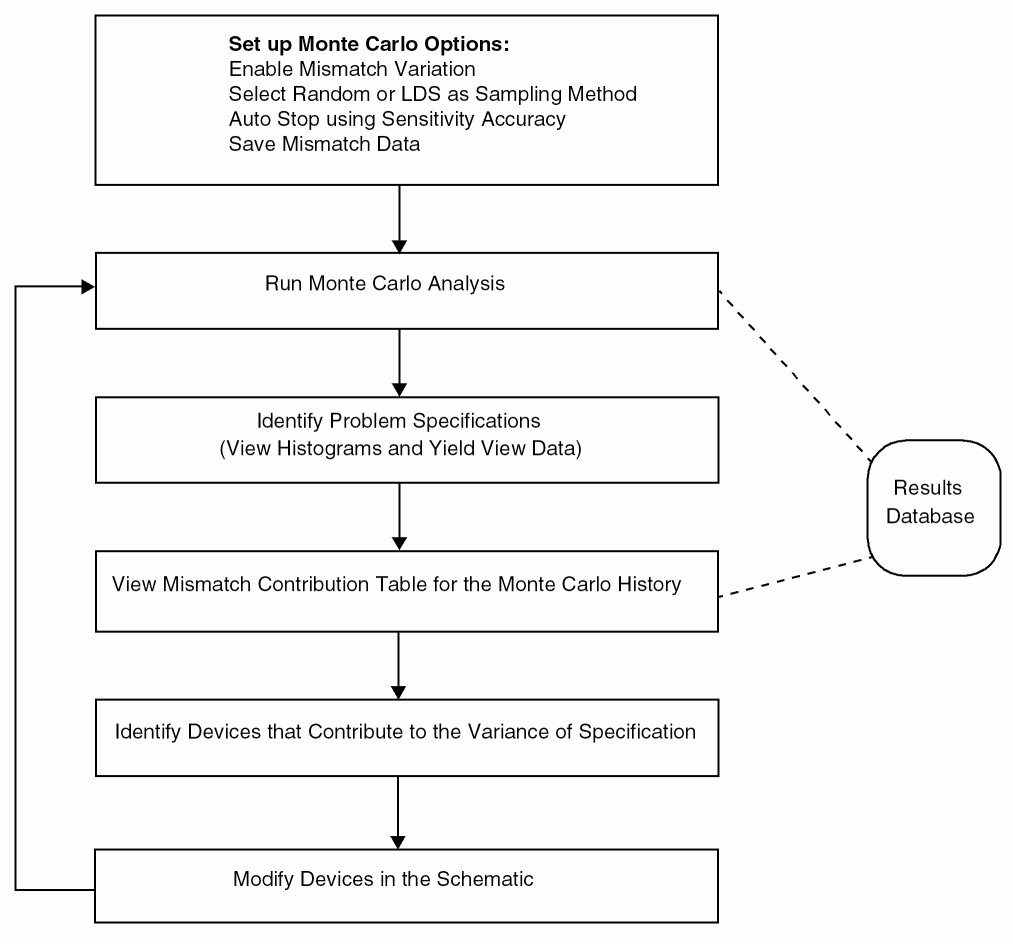 Set up Monte Carlo Options:
Enable Mismatch Variation
Select Random or LDS as Sampling Method
Auto Stop using Sensitivity Accuracy
Save Mismatch Data
Run Monte Carlo Analysis
Identify Problem Specifications
(View Histograms and Yield View Data)
Results
Database
View Mismatch Contribution Table for the Monte Carlo History
Identify Devices that Contribute to the Variance of Specification
Modify Devices in the Schematic